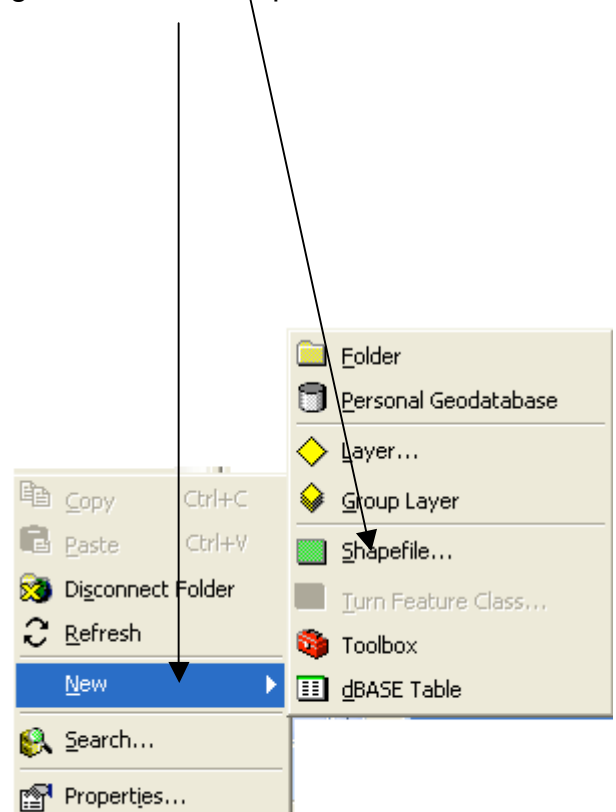 Folder
Personal Geodatabase
Layer...
Group Layer
Shapefile...
Turn Feature Class...
Toolbox
dBASE Table
Copy Ctrl+C
Paste Ctrl+V
Disconnect Folder
Refresh
New
Search...
Properties...